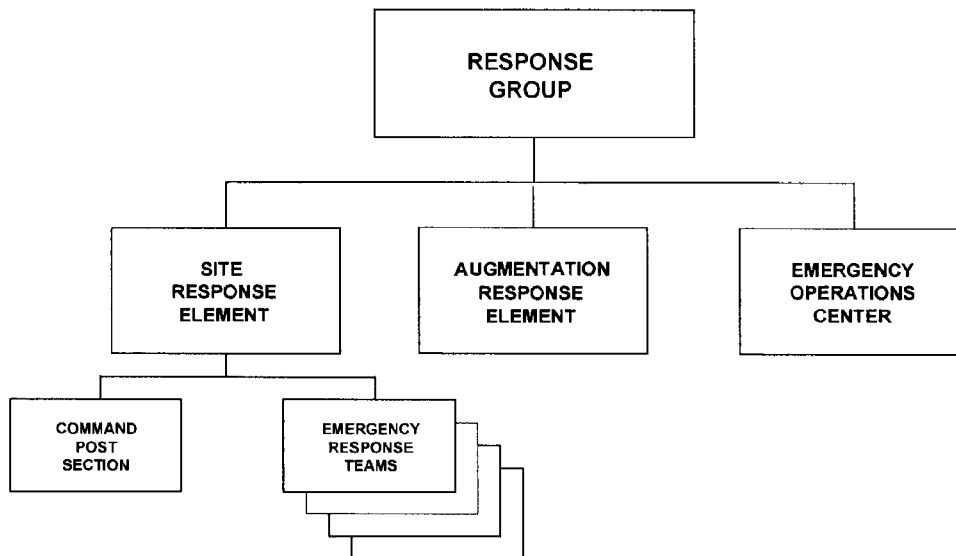 RESPONSE
GROUP
SITE
RESPONSE
ELEMENT
AUGMENTATION
RESPONSE
ELEMENT
EMERGENCY
OPERATIONS
CENTER
COMMAND
POST
SECTION
EMERGENCY
RESPONSE
TEAMS